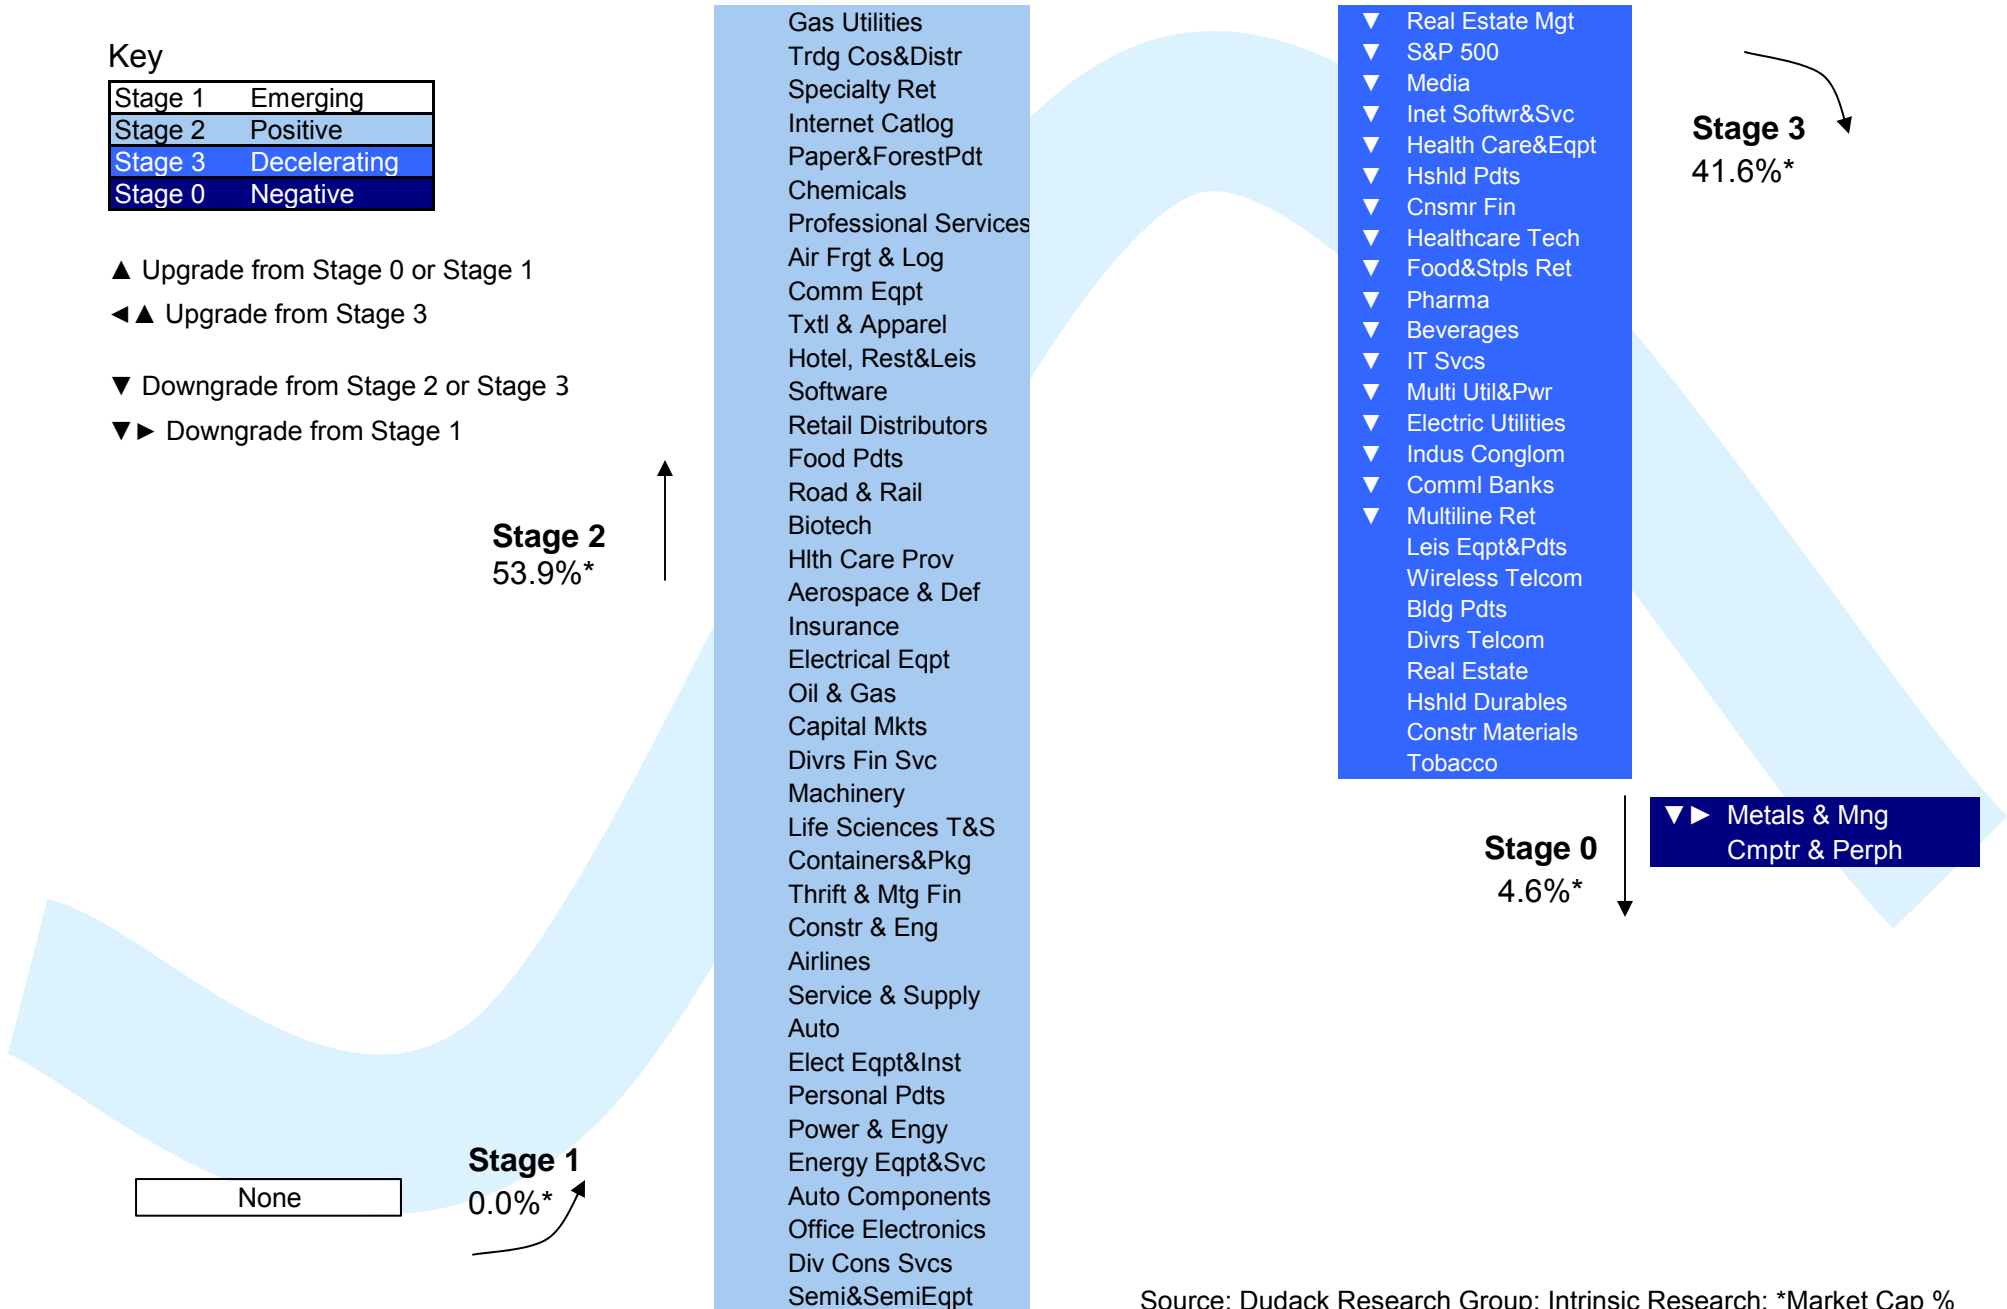 Key
Stage 1 Emerging
Stage 2 Positive
Stage 3 Decelerating
Stage 0 Negative
▲ Upgrade from Stage 0 or Stage 1
◄▲ Upgrade from Stage 3
▼ Downgrade from Stage 2 or Stage 3
▼► Downgrade from Stage 1
Stage 2
53.9%*
None
Stage 1
0.0%*
Gas Utilities
Trdg Cos&Distr
Specialty Ret
Internet Catlog
Paper&ForestPdt
Chemicals
Professional Services
Air Frgt & Log
Comm Eqpt
Txtl & Apparel
Hotel, Rest&Leis
Software
Retail Distributors
Food Pdts
Road & Rail
Biotech
Hlth Care Prov
Aerospace & Def
Insurance
Electrical Eqpt
Oil & Gas
Capital Mkts
Divrs Fin Svc
Machinery
Life Sciences T&S
Containers&Pkg
Thrift & Mtg Fin
Constr & Eng
Airlines
Service & Supply
Auto
Elect Eqpt&Inst
Personal Pdts
Power & Engy
Energy Eqpt&Svc
Auto Components
Office Electronics
Div Cons Svcs
Semi&SemiEqpt
▼ Real Estate Mgt
▼ S&P 500
▼ Media
▼ Inet Softwr&Svc
▼ Health Care&Eqpt
▼ Hshld Pdts
▼ Cnsmr Fin
▼ Healthcare Tech
▼ Food&Stpls Ret
▼ Pharma
▼ Beverages
▼ IT Svcs
▼ Multi Util&Pwr
▼ Electric Utilities
▼ Indus Conglom
▼ Comml Banks
▼ Multiline Ret
Leis Eqpt&Pdts
Wireless Telcom
Bldg Pdts
Divrs Telcom
Real Estate
Hshld Durables
Constr Materials
Tobacco
Stage 3
41.6%*
Stage 0
4.6%*
▼► Metals & Mng
Cmptr & Perph
Source: Dudack Research Group; Intrinsic Research; *Market Cap %